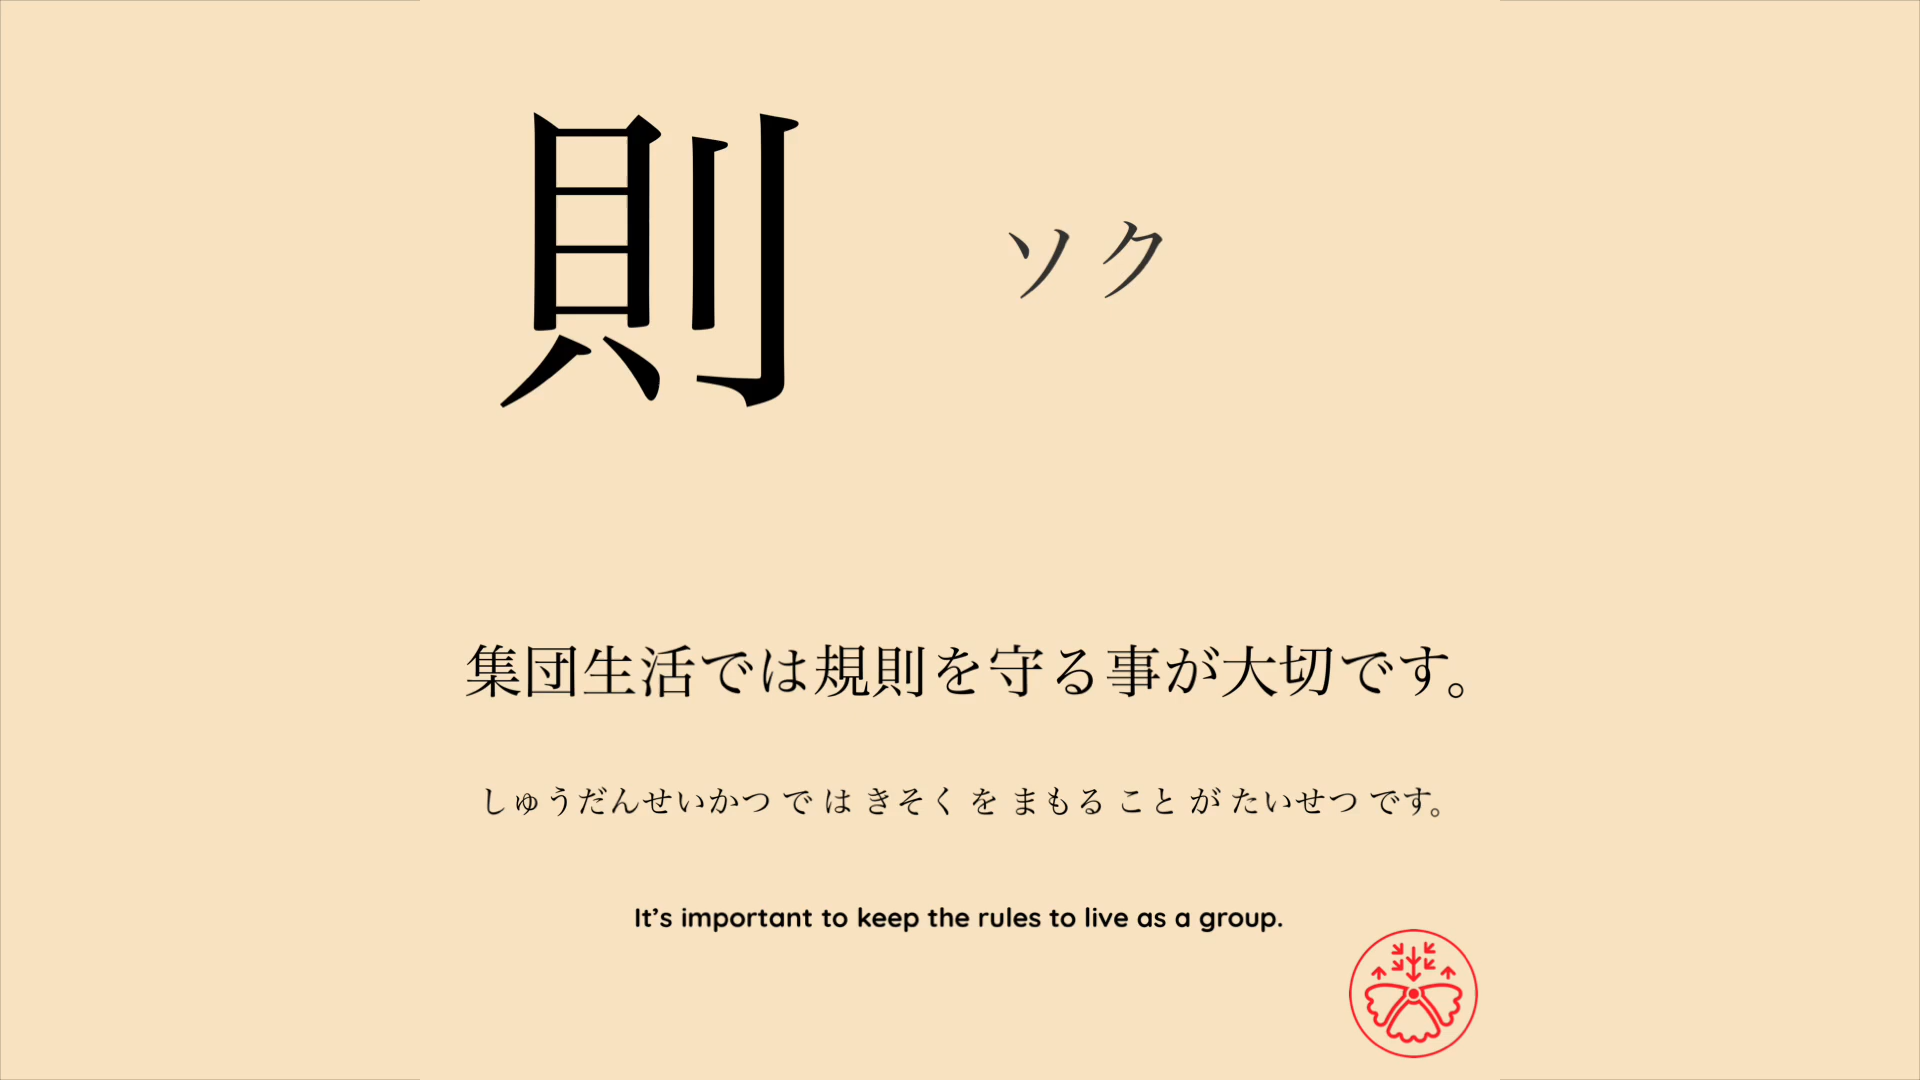 則
ソク
集団生活では規則を守る事が大切です。
しゅうだんせいかつ で は きそく を まもる こと が たいせつ です。
It’s important to keep the rules to live as a group.